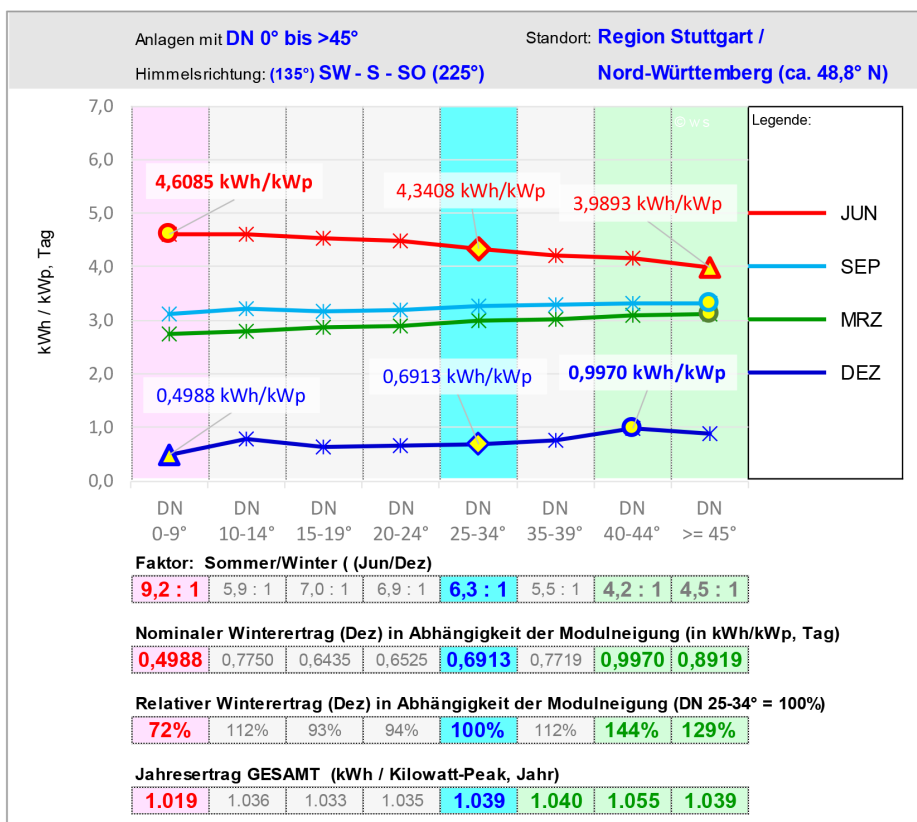 Anlagen mit DN 0° bis >45°
Standort: Region Stuttgart /
Himmelsrichtung: (135°) SW - S - SO (225°)
Nord-Württemberg (ca. 48,8° N)
kWh / kWp, Tag
7,0
6,0
5,0
4,0
3,0
2,0
1,0
0,0
© w s
4,6085 kWh/kWp
4,3408 kWh/kWp
3,9893 kWh/kWp
0,4988 kWh/kWp
0,6913 kWh/kWp
0,9970 kWh/kWp
Legende:
JUN
SEP
MRZ
DEZ
DN DN DN DN DN DN DN DN
0-9° 10-14° 15-19° 20-24° 25-34° 35-39° 40-44° >= 45°
Faktor: Sommer/Winter ( (Jun/Dez)
9,2 : 1 5,9 : 1 7,0 : 1 6,9 : 1 6,3 : 1 5,5 : 1 4,2 : 1 4,5 : 1
Nominaler Winterertrag (Dez) in Abhängigkeit der Modulneigung (in kWh/kWp, Tag)
0,4988 0,7750 0,6435 0,6525 0,6913 0,7719 0,9970 0,8919
Relativer Winterertrag (Dez) in Abhängigkeit der Modulneigung (DN 25-34° = 100%)
72% 112% 93% 94% 100% 112% 144% 129%
Jahresertrag GESAMT (kWh / Kilowatt-Peak, Jahr)
1.019 1.036 1.033 1.035 1.039 1.040 1.055 1.039